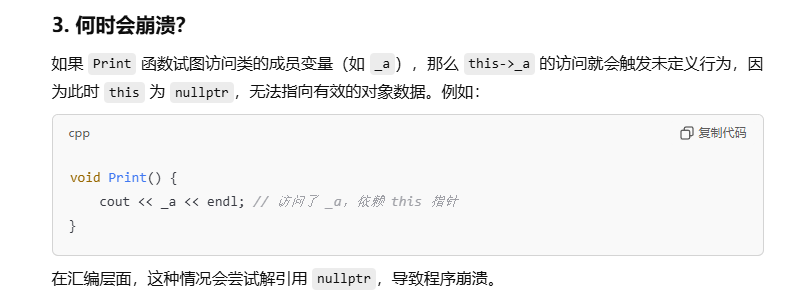 3. 何时会崩溃?
如果 Print 函数试图访问类的成员变量（如 _a），那么 this->_a 的访问就会触发未定义行为，因
为此时 this 为 nullptr，无法指向有效的对象数据。例如：
cpp 复制代码
void Print() {
    cout << _a << endl; // 访问了 _a，依赖 this 指针
}
在汇编层面，这种情况会尝试解引用 nullptr，导致程序崩溃。